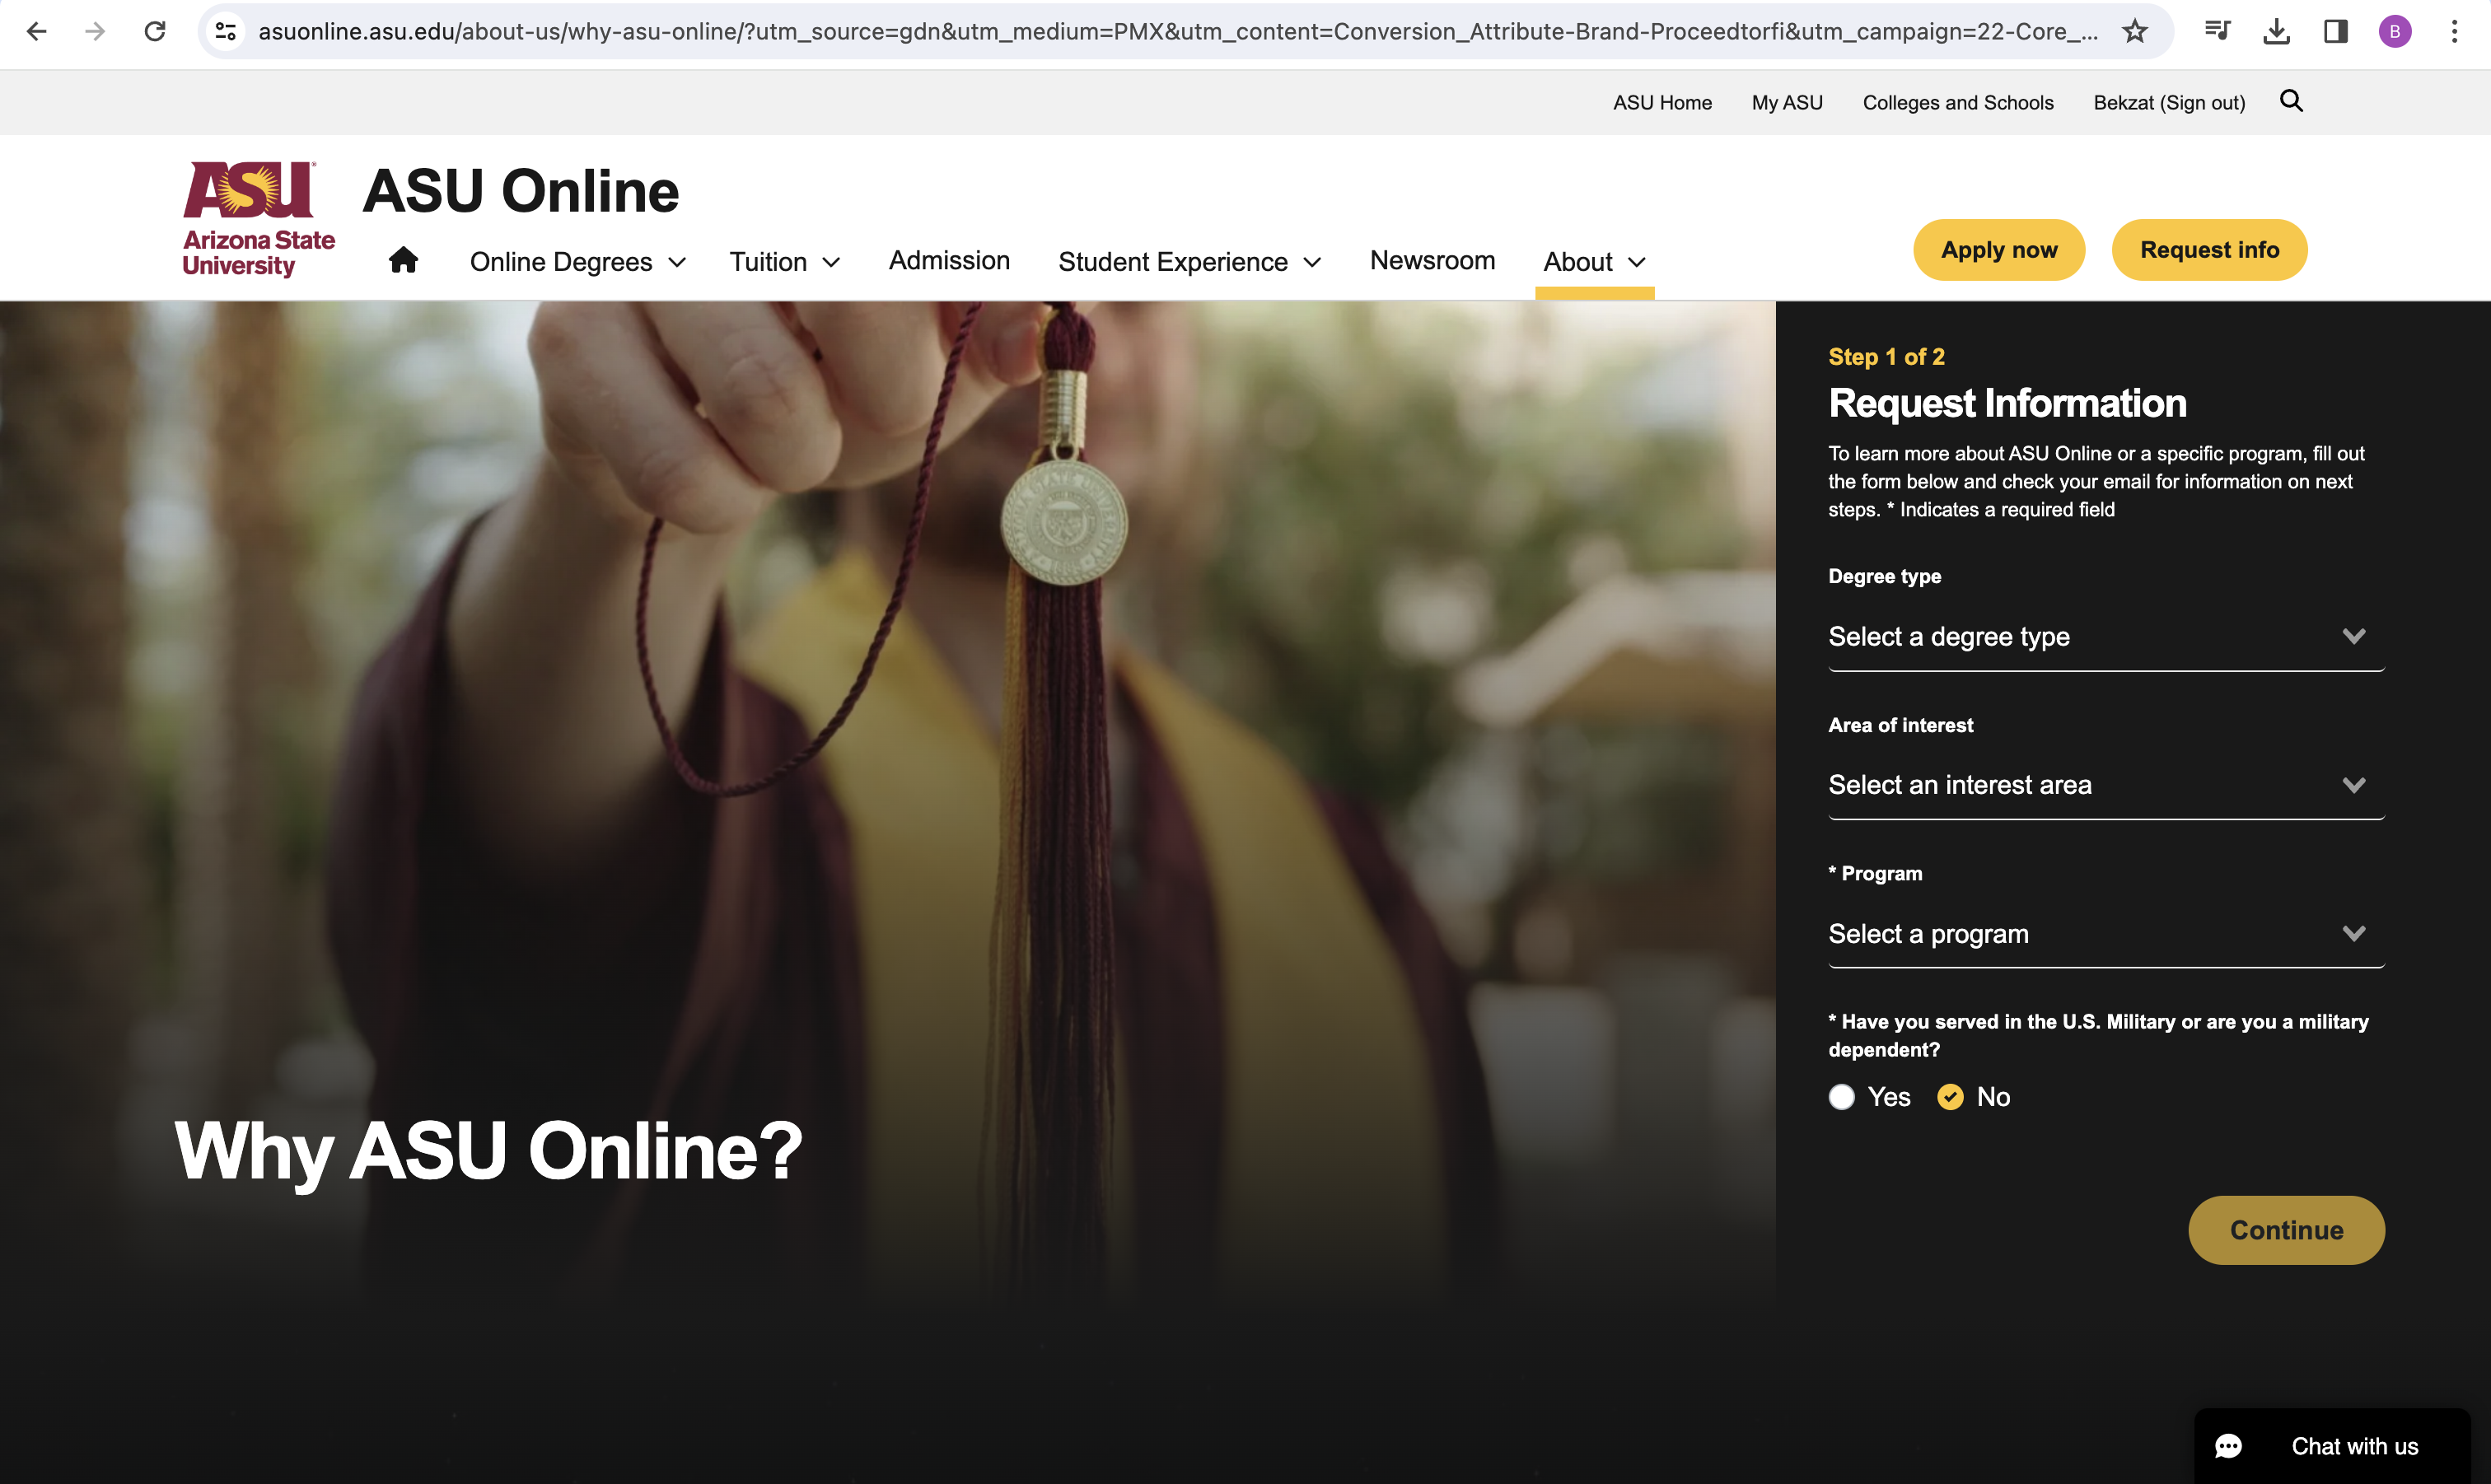 asuonline.asu.edu/about-us/why-asu-online/?utm_source=gdn&utm_medium=PMX&utm_content=Conversion_Attribute-Brand-Proceedtorfi&utm_campaign=22-Core_...
B
ASU Home My ASU Colleges and Schools Bekzat (Sign out)
ASU
Arizona State
University
ASU Online
Online Degrees Tuition Admission Student Experience Newsroom About
Apply now Request info
Step 1 of 2
Request Information
To learn more about ASU Online or a specific program, fill out
the form below and check your email for information on next
steps. * Indicates a required field
Degree type
Select a degree type
Area of interest
Select an interest area
* Program
Select a program
* Have you served in the U.S. Military or are you a military
dependent?
Yes No
Continue
Why ASU Online?
Chat with us